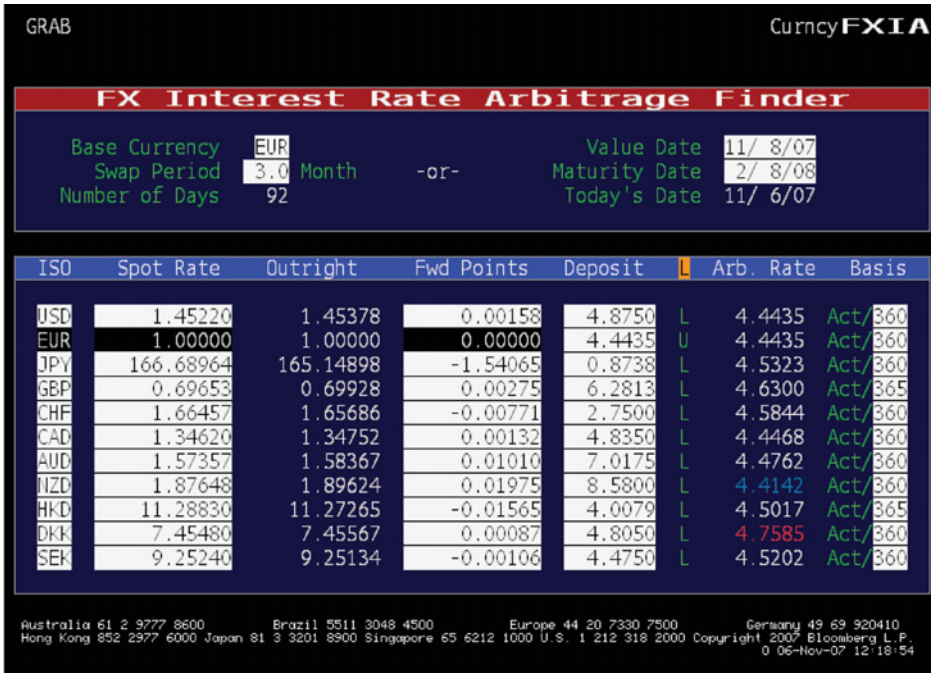 GRAB Curncy FXIA
FX Interest Rate Arbitrage Finder
Base Currency EUR Value Date 11/ 8/07
Swap Period 3.0 Month -or- Maturity Date 2/ 8/08
Number of Days 92 Today's Date 11/ 6/07
ISO Spot Rate Outright Fwd Points Deposit L Arb. Rate Basis
USD 1.45220 1.45378 0.00158 4.8750 L 4.4435 Act/360
EUR 1.00000 1.00000 0.00000 4.4435 U 4.4435 Act/360
JPY 166.68964 165.14898 -1.54065 0.8738 L 4.5323 Act/360
GBP 0.69653 0.69928 0.00275 6.2813 L 4.6300 Act/365
CHF 1.66457 1.65686 -0.00771 2.7500 L 4.5844 Act/360
CAD 1.34620 1.34752 0.00132 4.8350 L 4.4468 Act/360
AUD 1.57357 1.58367 0.01010 7.0175 L 4.4762 Act/360
NZD 1.87648 1.89624 0.01975 8.5800 L 4.4142 Act/360
HKD 11.28830 11.27265 -0.01565 4.0079 L 4.5017 Act/365
DKK 7.45480 7.45567 0.00087 4.8050 L 4.7585 Act/360
SEK 9.25240 9.25134 -0.00106 4.4750 L 4.5202 Act/360
Australia 61 2 9777 8600 Brazil 5511 3048 4500 Europe 44 20 7330 7500 Germany 49 69 920410
Hong Kong 852 2977 6000 Japan 81 3 3201 8900 Singapore 65 6212 1000 U.S. 1 212 318 2000 Copyright 2007 Bloomberg L.P.
0 06-Nov-07 12:18:54